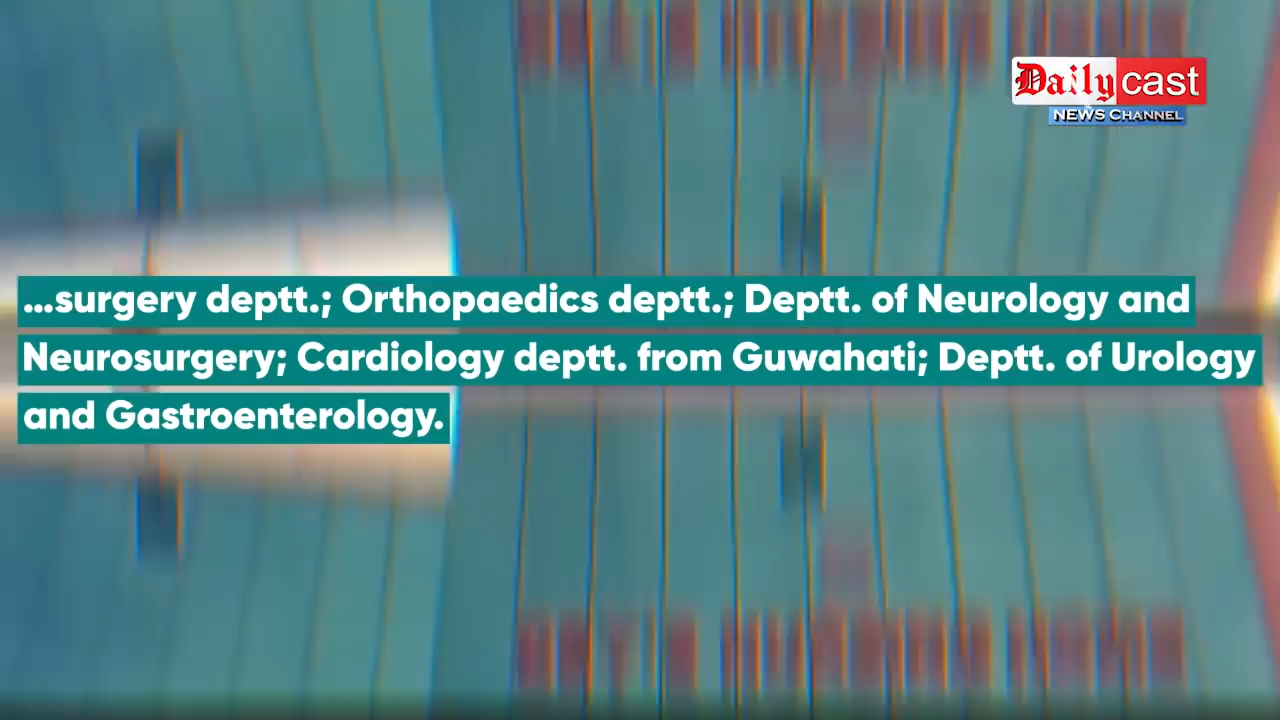 Daily cast
NEWS CHANNEL
...surgery deptt.; Orthopaedics deptt.; Deptt. of Neurology and
Neurosurgery; Cardiology deptt. from Guwahati; Deptt. of Urology
and Gastroenterology.